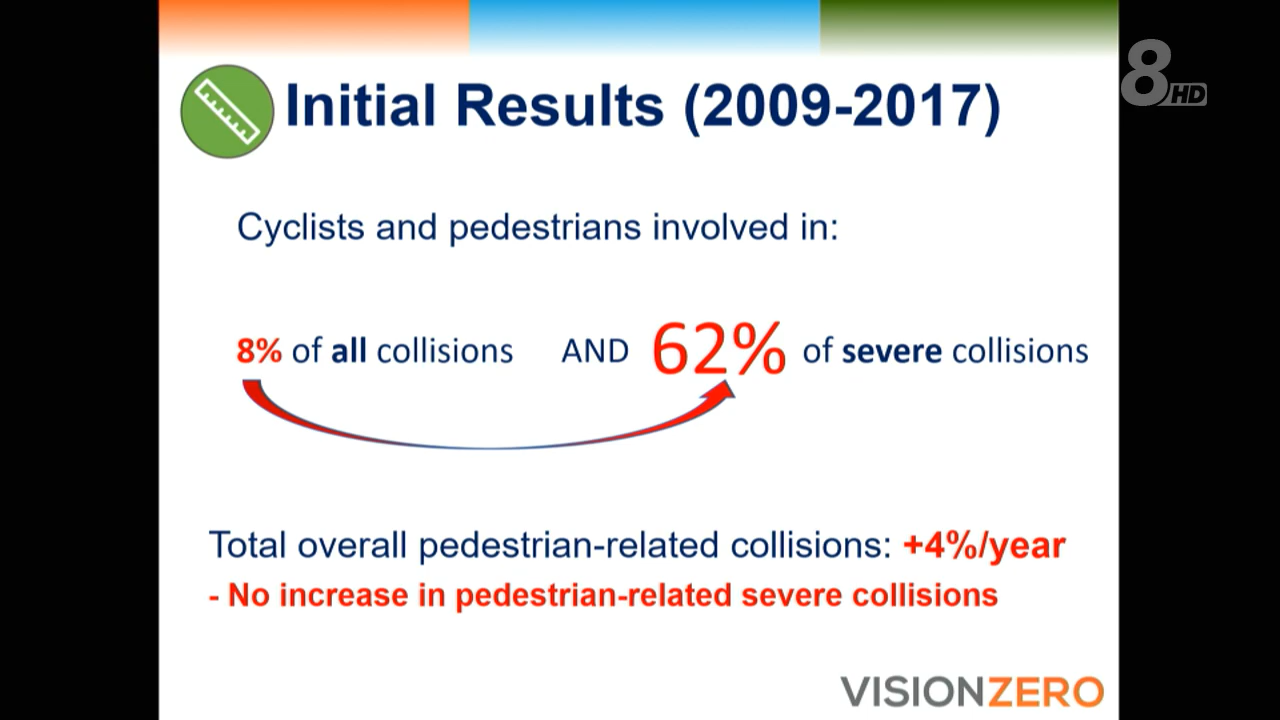 8HD
Initial Results (2009-2017)
Cyclists and pedestrians involved in:
8% of all collisions AND 62% of severe collisions
Total overall pedestrian-related collisions: +4%/year
- No increase in pedestrian-related severe collisions
VISIONZERO